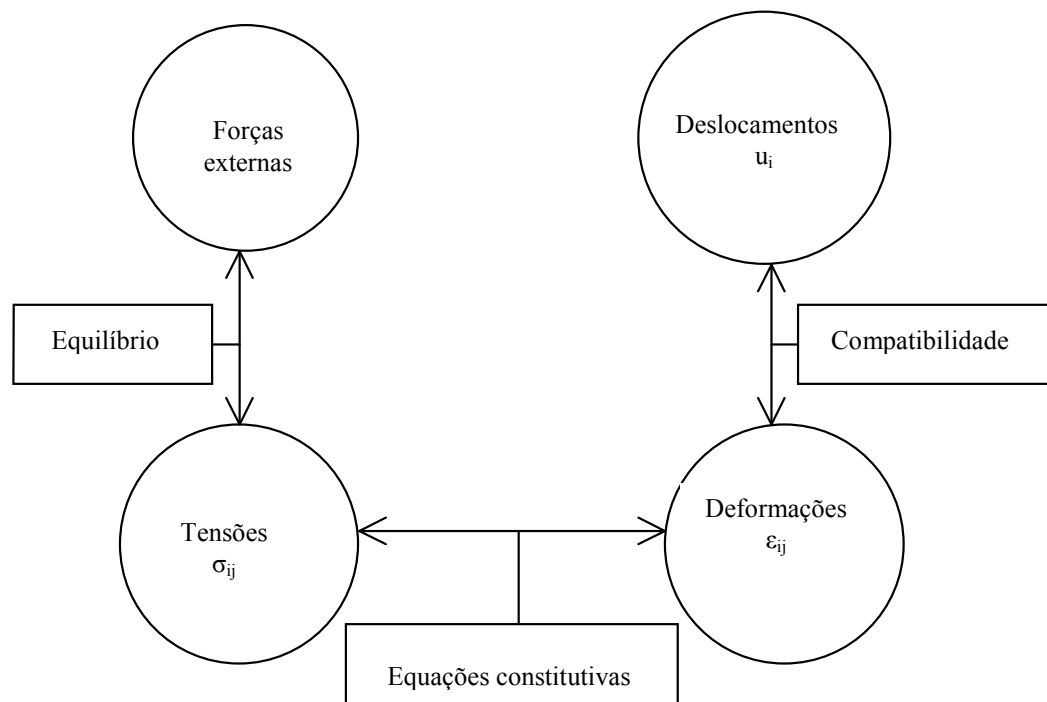 Forças
externas
Deslocamentos
uᵢ
Equilíbrio
Compatibilidade
Tensões
σᵢⱼ
Deformações
εᵢⱼ
Equações constitutivas